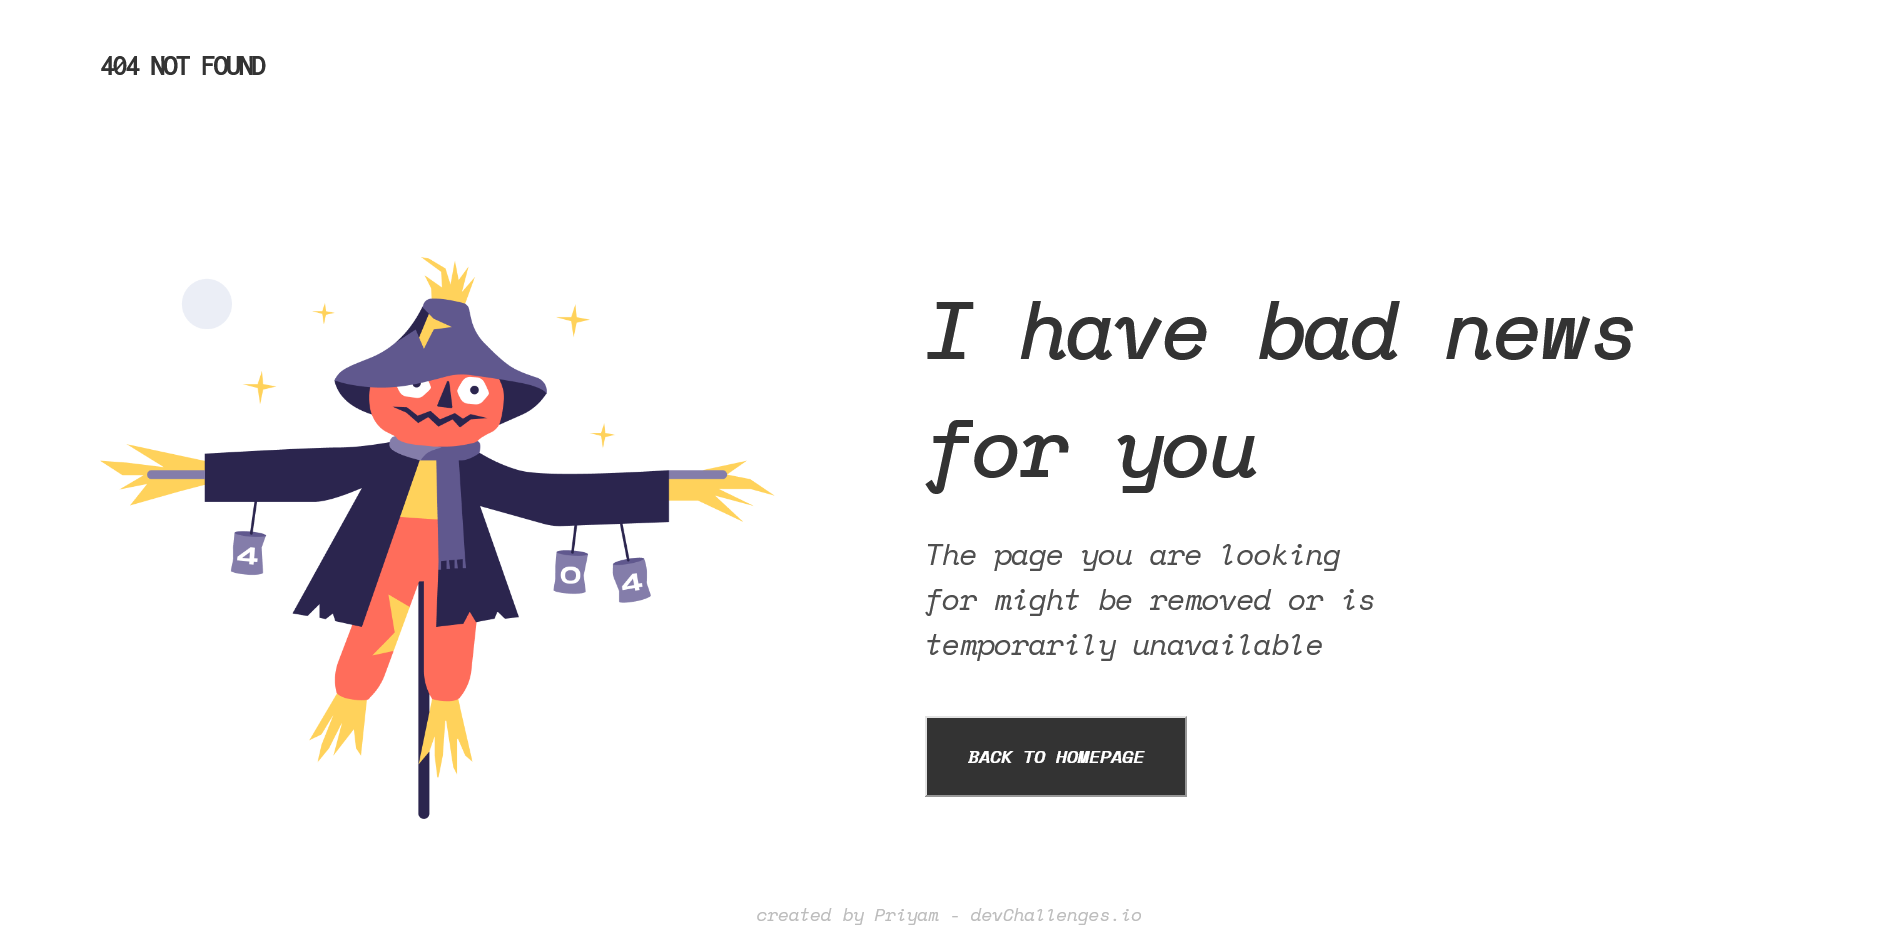 404 NOT FOUND
I have bad news
for you
4
0
4
The page you are looking
for might be removed or is
temporarily unavailable
BACK TO HOMEPAGE
created by Priyam - devChallenges.io